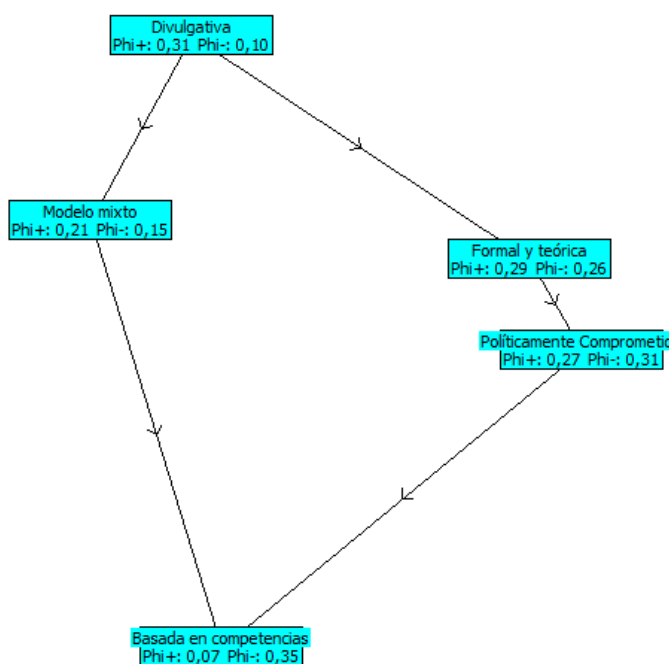 Divulgativa
Phi+: 0,31 Phi-: 0,10
Modelo mixto
Phi+: 0,21 Phi-: 0,15
Formal y teórica
Phi+: 0,29 Phi-: 0,26
Políticamente Comprometic
Phi+: 0,27 Phi-: 0,31
Basada en competencias
Phi+: 0,07 Phi-: 0,35